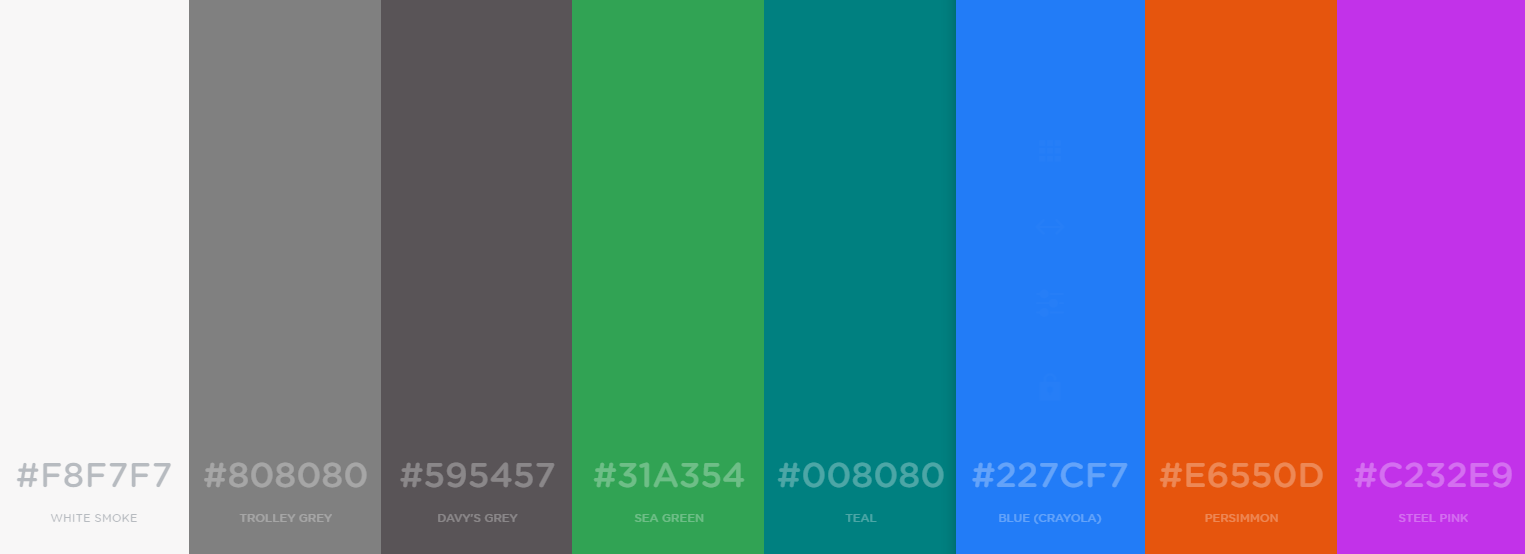 #F8F7F7 #808080 #595457 #31A354 #008080 #227CF7 #E6550D #C232E9
WHITE SMOKE TROLLEY GREY DAVY'S GREY SEA GREEN TEAL BLUE (CRAYOLA) PERSIMMON STEEL PINK